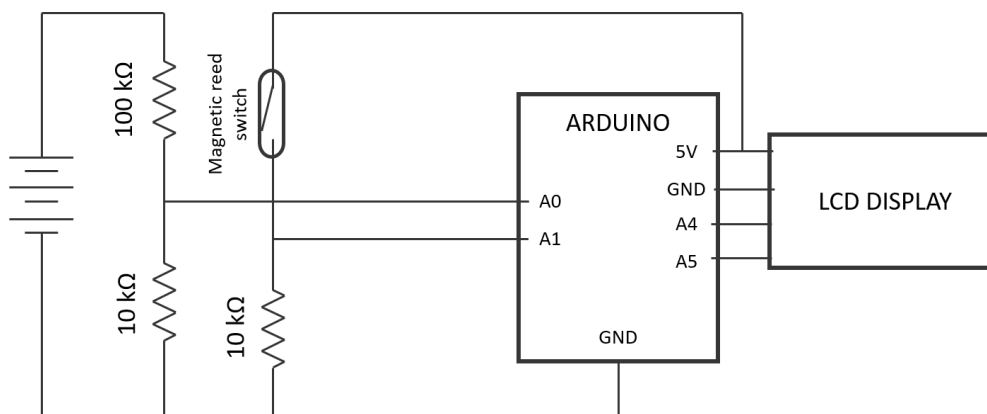 100 kΩ
10 kΩ
Magnetic reed
switch
10 kΩ
ARDUINO
5V
GND
A0
A4
A1
A5
GND
LCD DISPLAY